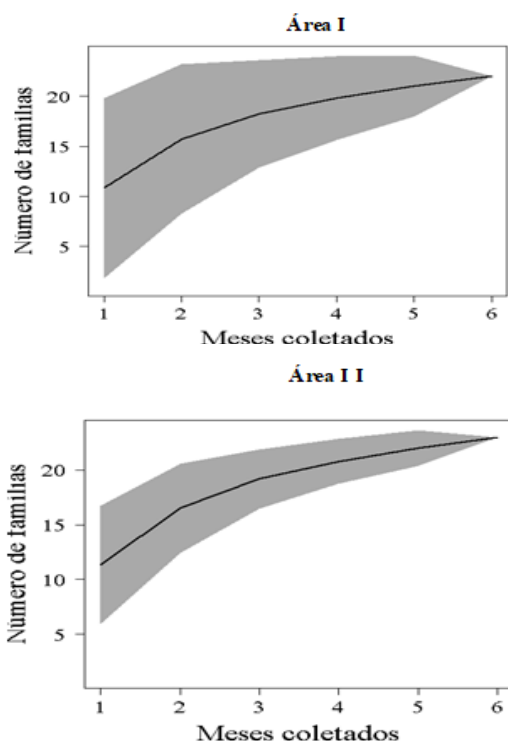 Área I
Número de famílias
20
15
10
5
1 2 3 4 5 6
Meses coletados
Área I I
Número de famílias
20
15
10
5
1 2 3 4 5 6
Meses coletados